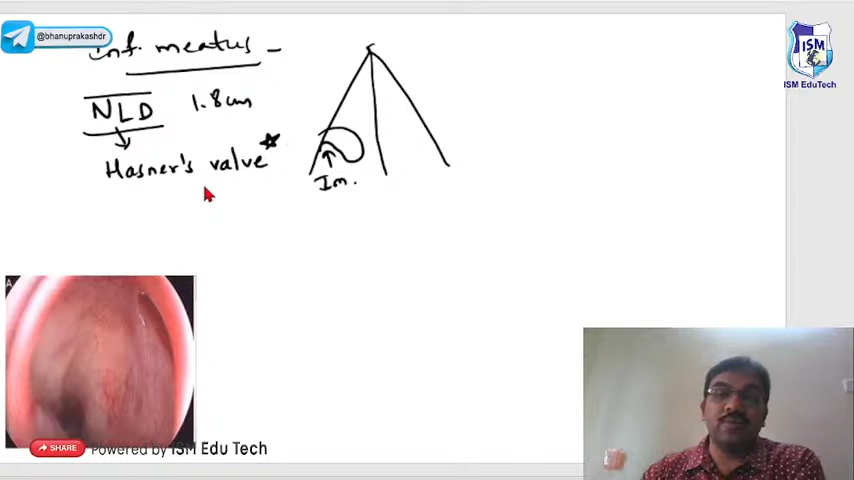 @bhanuprakashdr
Inf. meatus -
NLD 1.8cm
Hasner's valve
Im.
ISM
ISM EduTech
A
SHARE
Powered by ISM Edu Tech